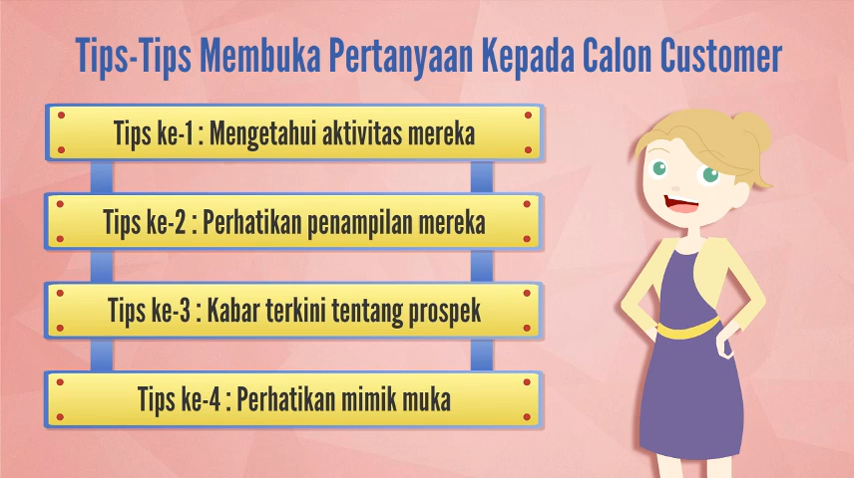 Tips-Tips Membuka Pertanyaan Kepada Calon Customer
Tips ke-1 : Mengetahui aktivitas mereka
Tips ke-2 : Perhatikan penampilan mereka
Tips ke-3 : Kabar terkini tentang prospek
Tips ke-4 : Perhatikan mimik muka